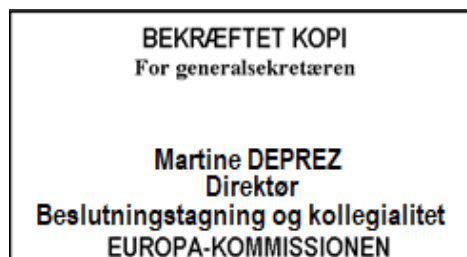 BEKRÆFTET KOPI
For generalsekretæren
Martine DEPREZ
Direktør
Beslutningstagning og kollegialitet
EUROPA-KOMMISSIONEN